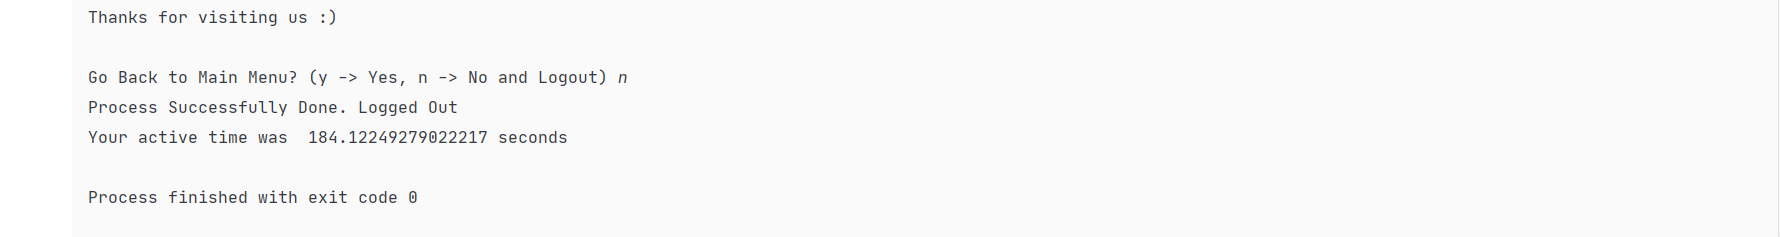 Thanks for visiting us :)
Go Back to Main Menu? (y -> Yes, n -> No and Logout) n
Process Successfully Done. Logged Out
Your active time was  184.12249279022217 seconds
Process finished with exit code 0